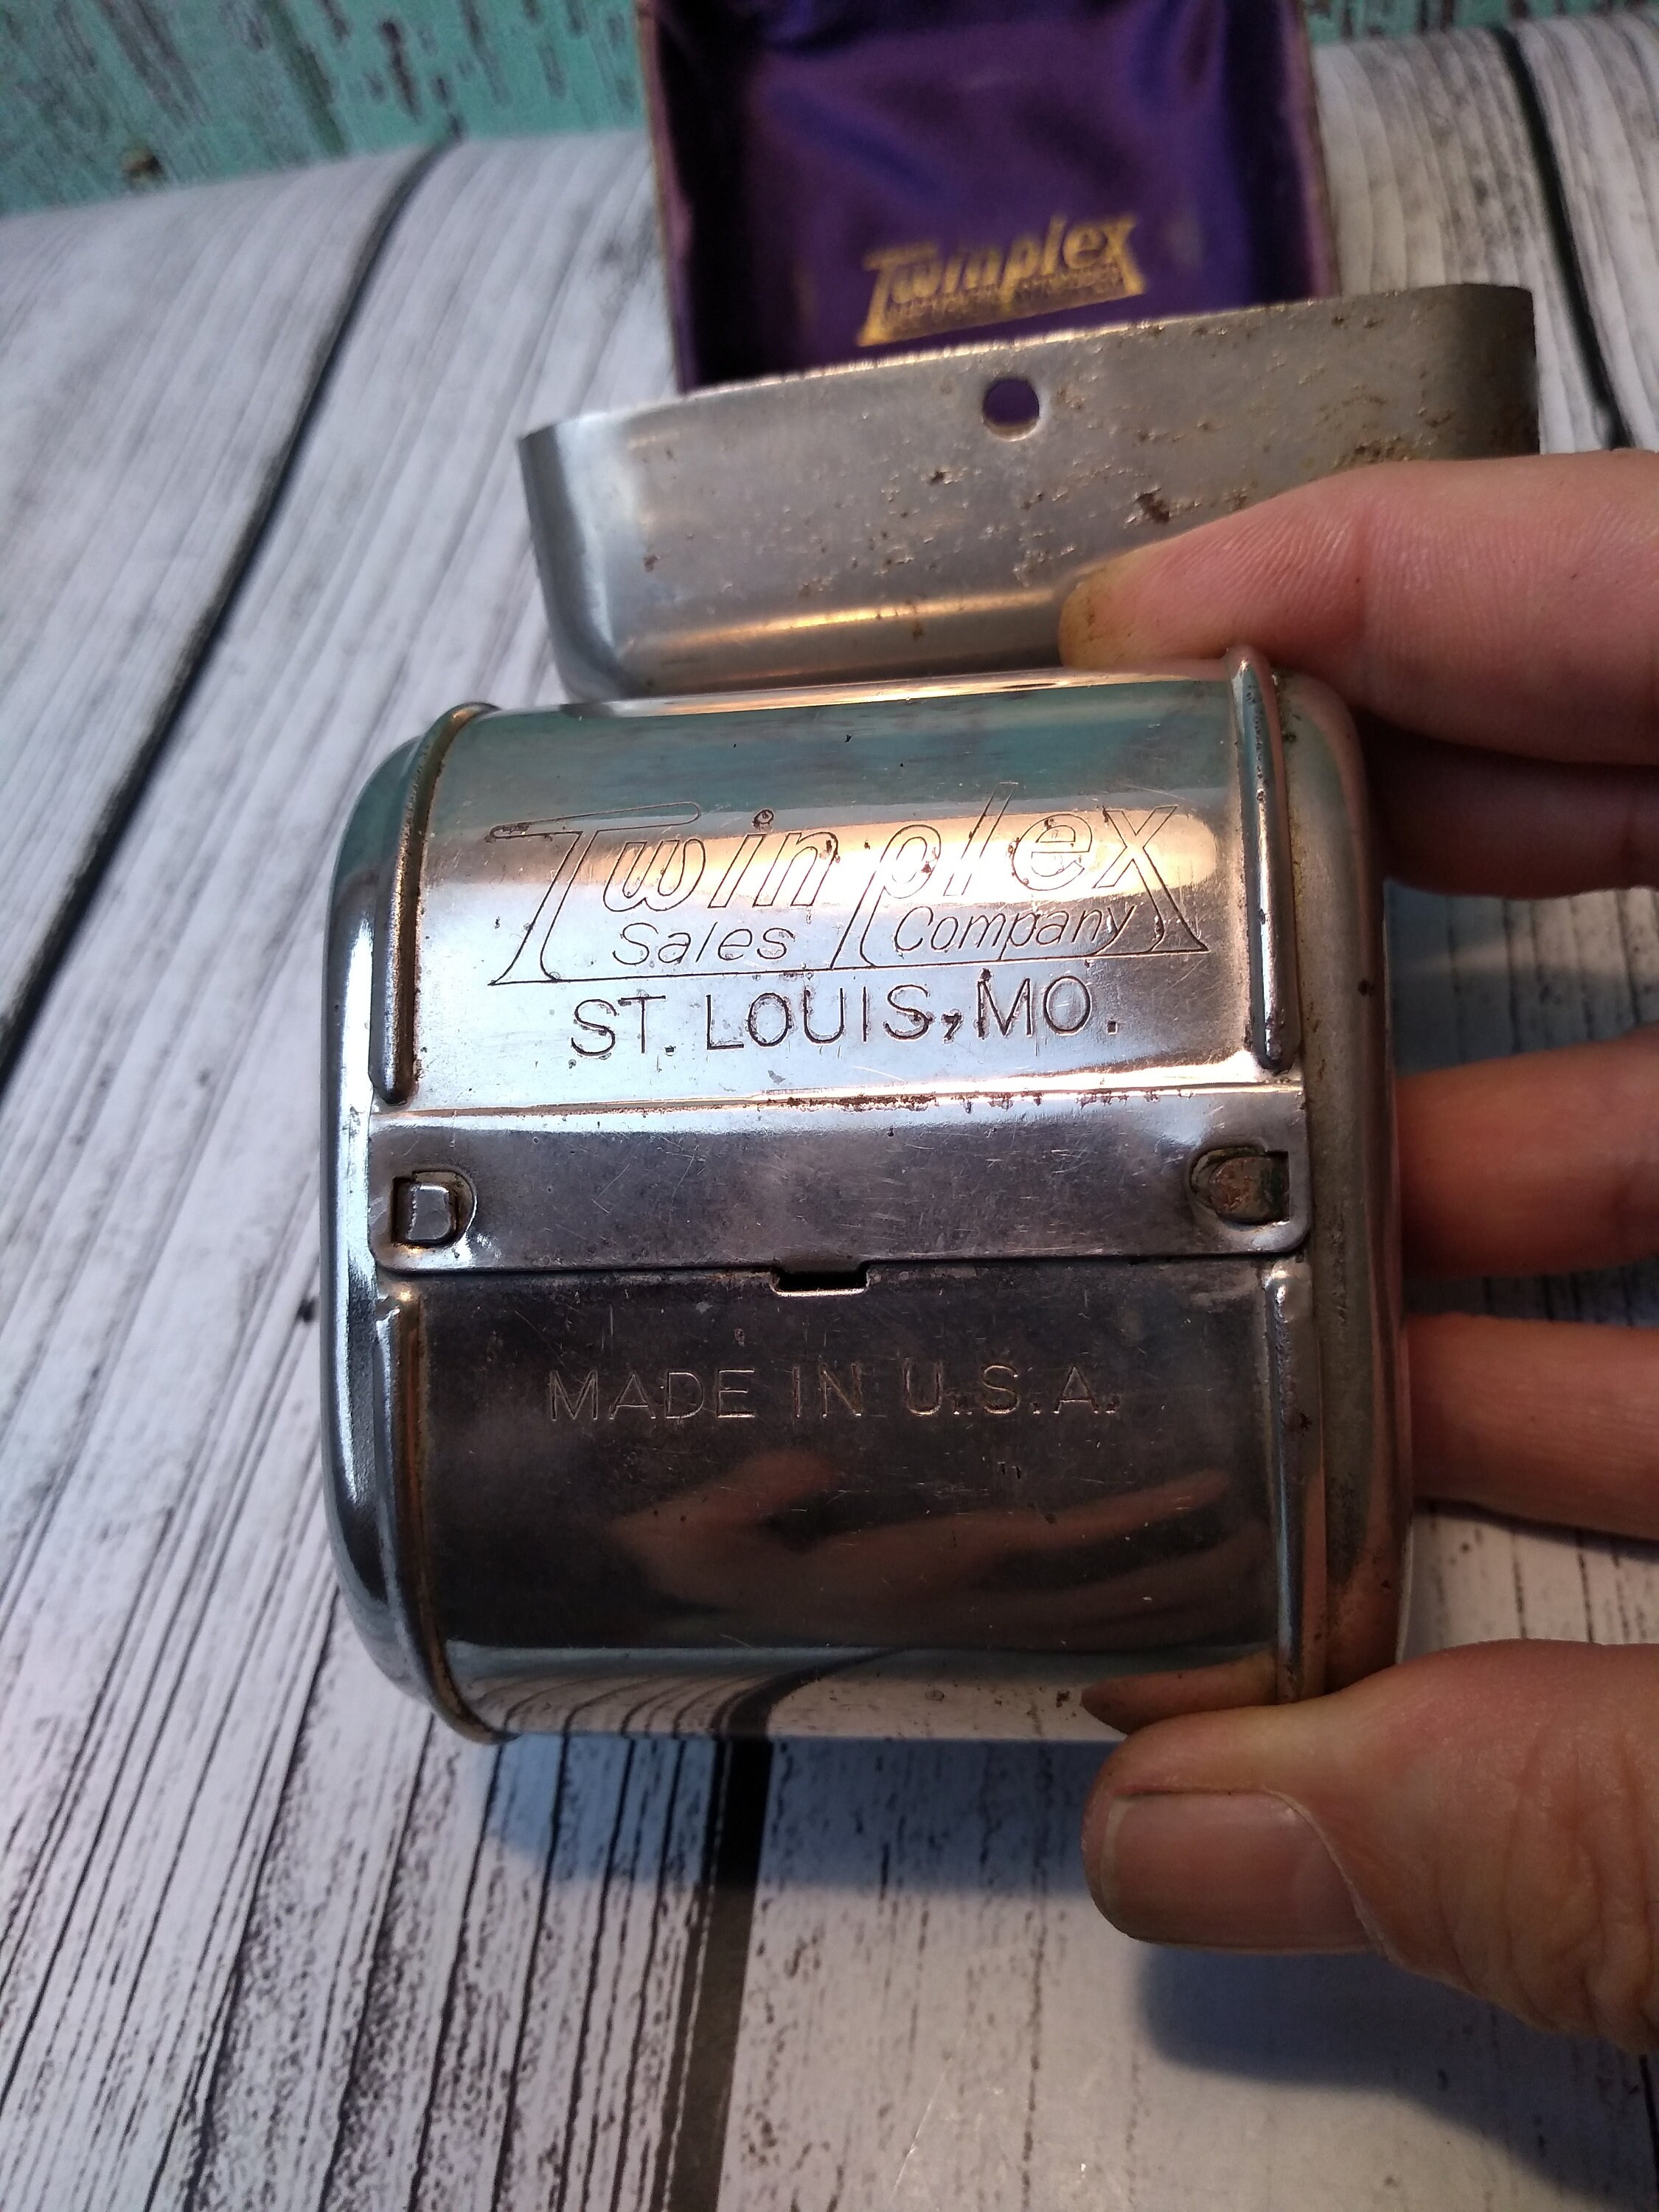 Twinplex
Twinplex
Sales Company
ST. LOUIS, MO.
MADE IN U.S.A.